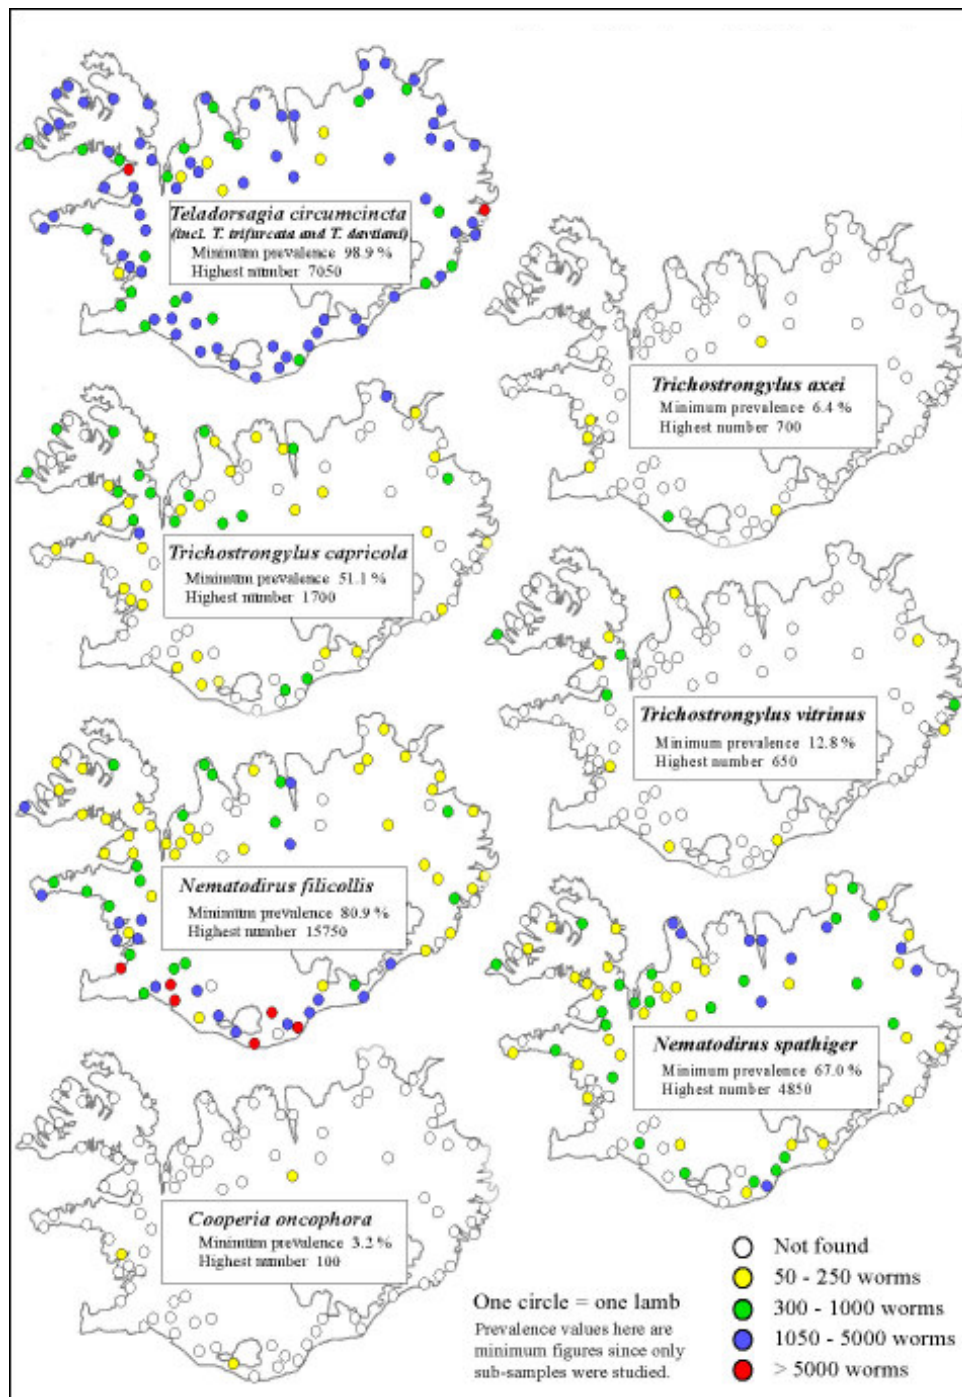 Teladorsagia circumcincta
(incl. T. trifurcata and T. davtiani)
Minimum prevalence 98.9 %
Highest number 7050
Trichostrongylus axei
Minimum prevalence 6.4 %
Highest number 700
Trichostrongylus capricola
Minimum prevalence 51.1 %
Highest number 1700
Trichostrongylus vitrinus
Minimum prevalence 12.8 %
Highest number 650
Nematodirus filicollis
Minimum prevalence 80.9 %
Highest number 15750
Nematodirus spathiger
Minimum prevalence 67.0 %
Highest number 4850
Cooperia oncophora
Minimum prevalence 3.2 %
Highest number 100
One circle = one lamb
Prevalence values here are
minimum figures since only
sub-samples were studied.
Not found
50 - 250 worms
300 - 1000 worms
1050 - 5000 worms
> 5000 worms